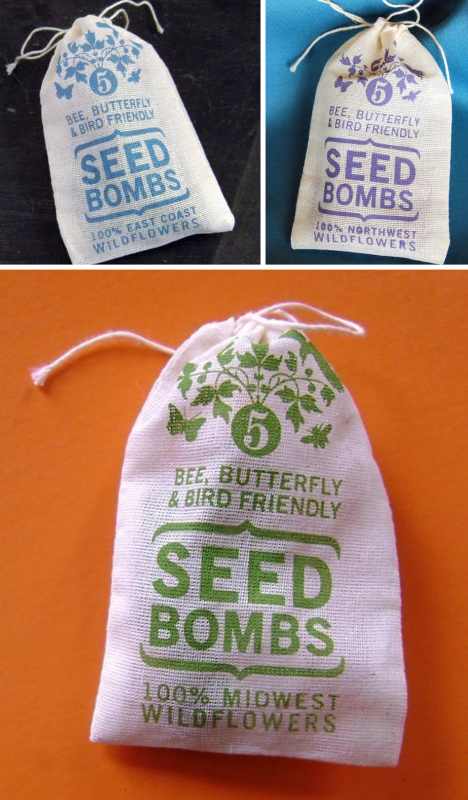 5
BEE, BUTTERFLY
& BIRD FRIENDLY
SEED
BOMBS
100% EAST COAST
WILDFLOWERS
5
BEE, BUTTERFLY
& BIRD FRIENDLY
SEED
BOMBS
100% NORTHWEST
WILDFLOWERS
5
BEE, BUTTERFLY
& BIRD FRIENDLY
SEED
BOMBS
100% MIDWEST
WILDFLOWERS